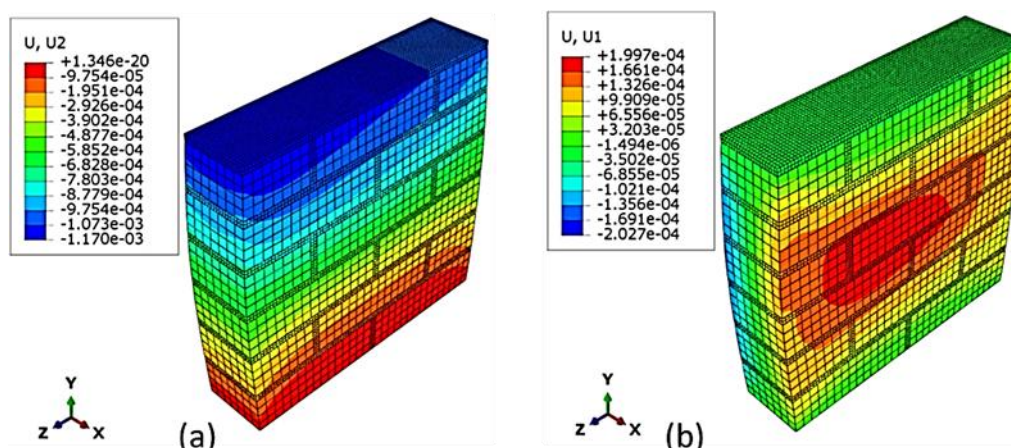 U, U2
+1.346e-20
-9.754e-05
-1.951e-04
-2.926e-04
-3.902e-04
-4.877e-04
-5.852e-04
-6.828e-04
-7.803e-04
-8.779e-04
-9.754e-04
-1.073e-03
-1.170e-03
Y
Z
X
(a)
U, U1
+1.997e-04
+1.661e-04
+1.326e-04
+9.909e-05
+6.556e-05
+3.203e-05
-1.494e-06
-3.502e-05
-6.855e-05
-1.021e-04
-1.356e-04
-1.691e-04
-2.027e-04
Y
Z
X
(b)